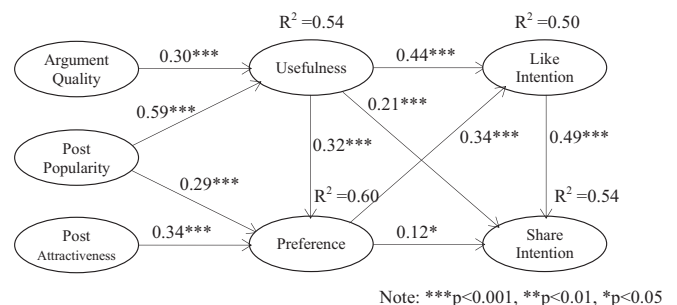 R² =0.54
R² =0.50
Argument
Quality
0.30***
Usefulness
0.44***
Like
Intention
0.59***
0.21***
Post
Popularity
0.32***
0.34***
0.49***
0.29***
R² =0.60
R² =0.54
Post
Attractiveness
0.34***
Preference
0.12*
Share
Intention
Note: ***p<0.001, **p<0.01, *p<0.05